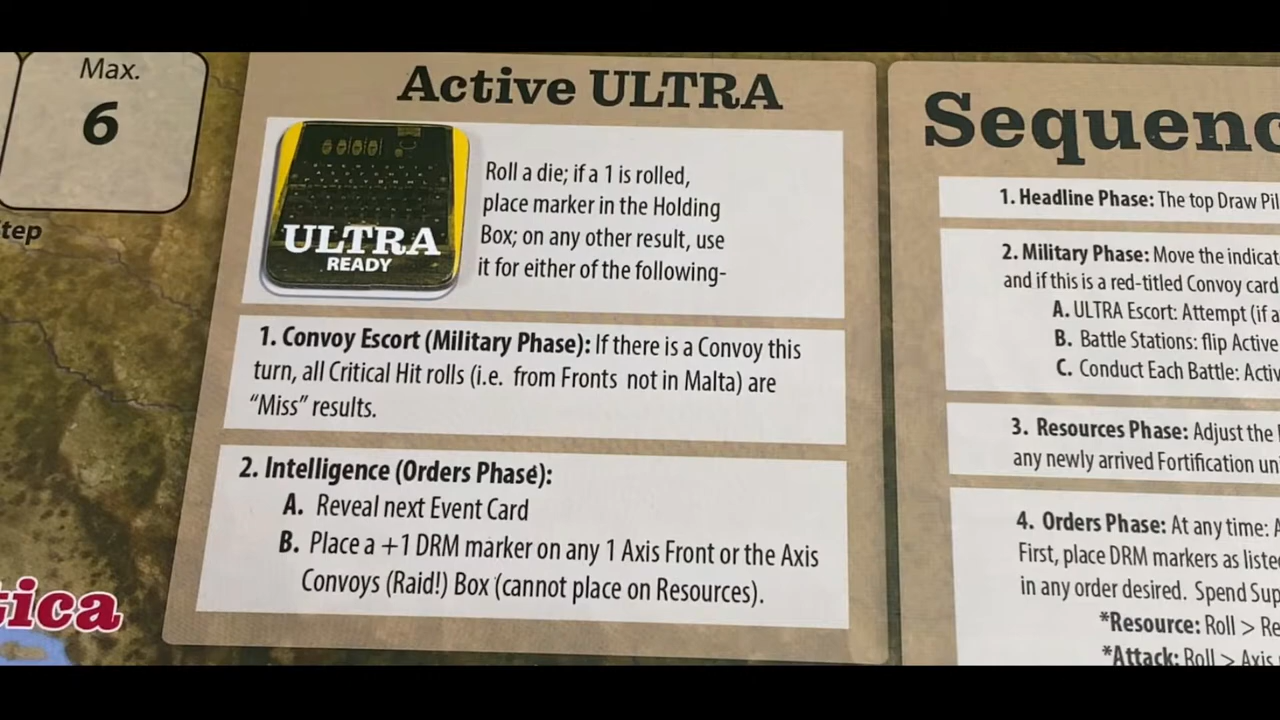 Max.
6
tep
tica
Active ULTRA
ULTRA
READY
Roll a die; if a 1 is rolled,
place marker in the Holding
Box; on any other result, use
it for either of the following-
1. Convoy Escort (Military Phase): If there is a Convoy this
turn, all Critical Hit rolls (i.e. from Fronts not in Malta) are
“Miss” results.
2. Intelligence (Orders Phase):
A. Reveal next Event Card
B. Place a +1 DRM marker on any 1 Axis Front or the Axis
Convoys (Raid!) Box (cannot place on Resources).
Sequenc
1. Headline Phase: The top Draw Pil
2. Military Phase: Move the indicat
and if this is a red-titled Convoy card
A. ULTRA Escort: Attempt (if a
B. Battle Stations: flip Active
C. Conduct Each Battle: Activ
3. Resources Phase: Adjust the
any newly arrived Fortification uni
4. Orders Phase: At any time: A
First, place DRM markers as liste
in any order desired. Spend Sup
*Resource: Roll > Re
*Attack: Roll > Axis